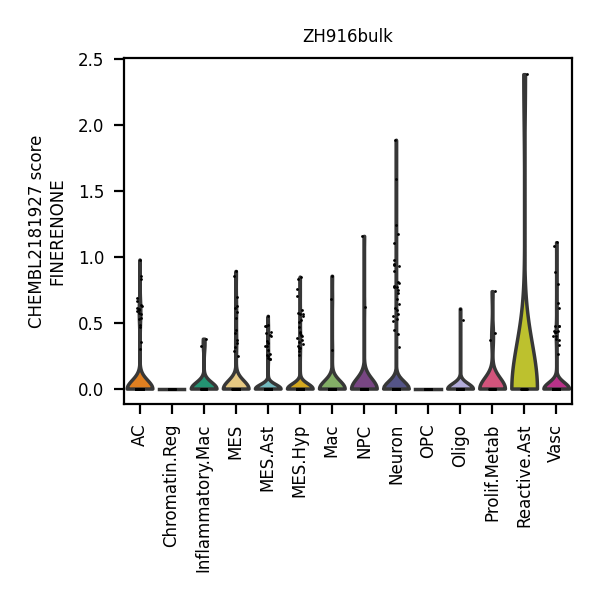 ZH916bulk
CHEMBL2181927 score
FINERENONE
2.5
2.0
1.5
1.0
0.5
0.0
AC
Chromatin.Reg
Inflammatory.Mac
MES
MES.Ast
MES.Hyp
Mac
NPC
Neuron
OPC
Oligo
Prolif.Metab
Reactive.Ast
Vasc